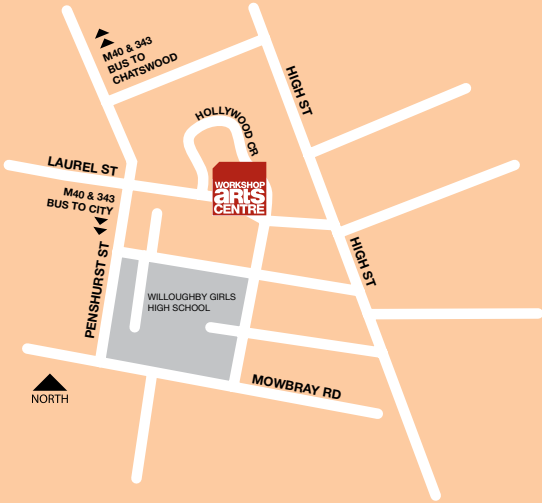 M40 & 343
BUS TO
CHATSWOOD
HIGH ST
HOLLYWOOD CR
LAUREL ST
WORKSHOP
arts
CENTRE
M40 & 343
BUS TO CITY
PENSHURST ST
HIGH ST
WILLOUGHBY GIRLS
HIGH SCHOOL
MOWBRAY RD
NORTH